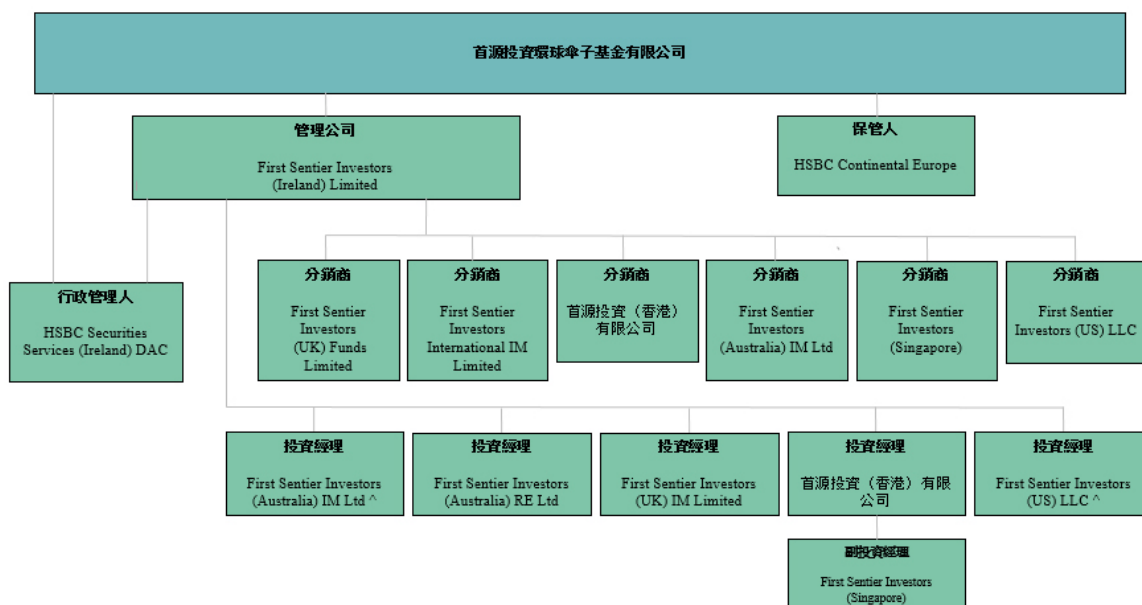 首源投資環球傘子基金有限公司
管理公司
First Sentier Investors
(Ireland) Limited
保管人
HSBC Continental Europe
行政管理人
HSBC Securities
Services (Ireland) DAC
分銷商
First Sentier
Investors
(UK) Funds
Limited
分銷商
First Sentier
Investors
International IM
Limited
分銷商
首源投資（香港）
有限公司
分銷商
First Sentier
Investors
(Australia) IM Ltd
分銷商
First Sentier
Investors
(Singapore)
分銷商
First Sentier
Investors (US) LLC
投資經理
First Sentier Investors
(Australia) IM Ltd ^
投資經理
First Sentier Investors
(Australia) RE Ltd
投資經理
First Sentier Investors
(UK) IM Limited
投資經理
首源投資（香港）有限
公司
投資經理
First Sentier Investors
(US) LLC ^
副投資經理
First Sentier Investors
(Singapore)